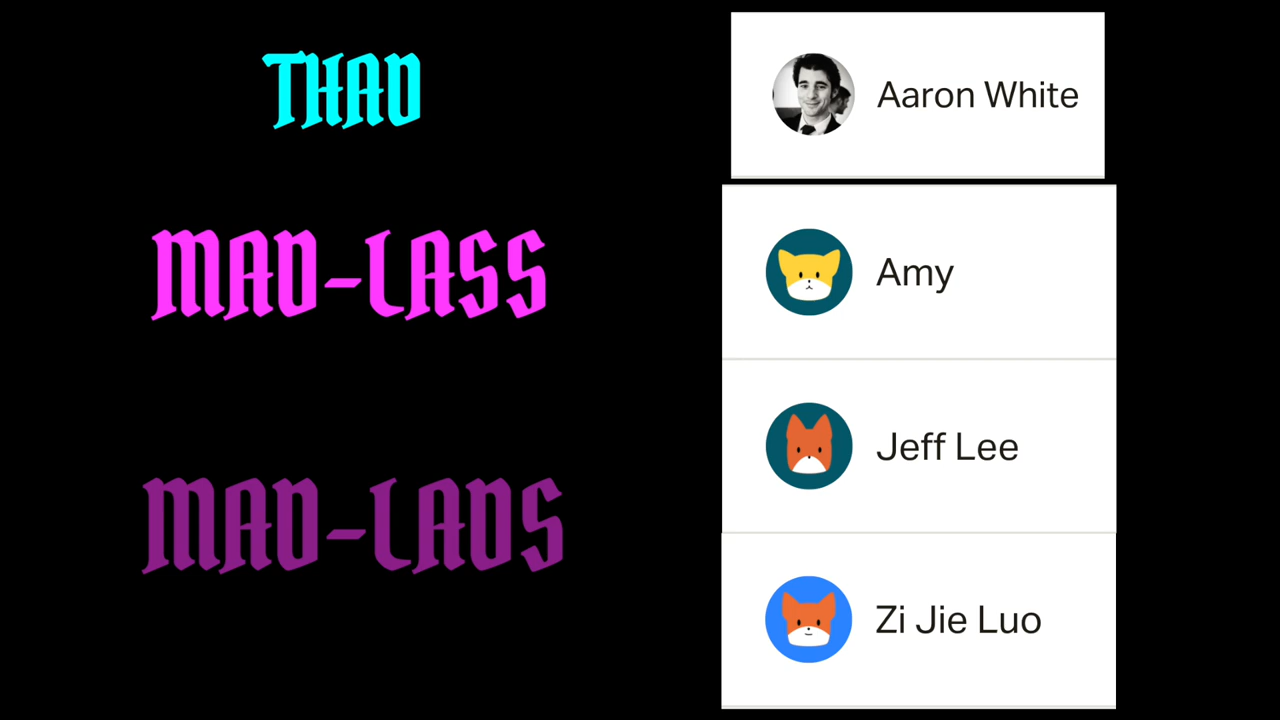 THAD
Aaron White
MAD-LASS
Amy
Jeff Lee
MAD-LADS
Zi Jie Luo